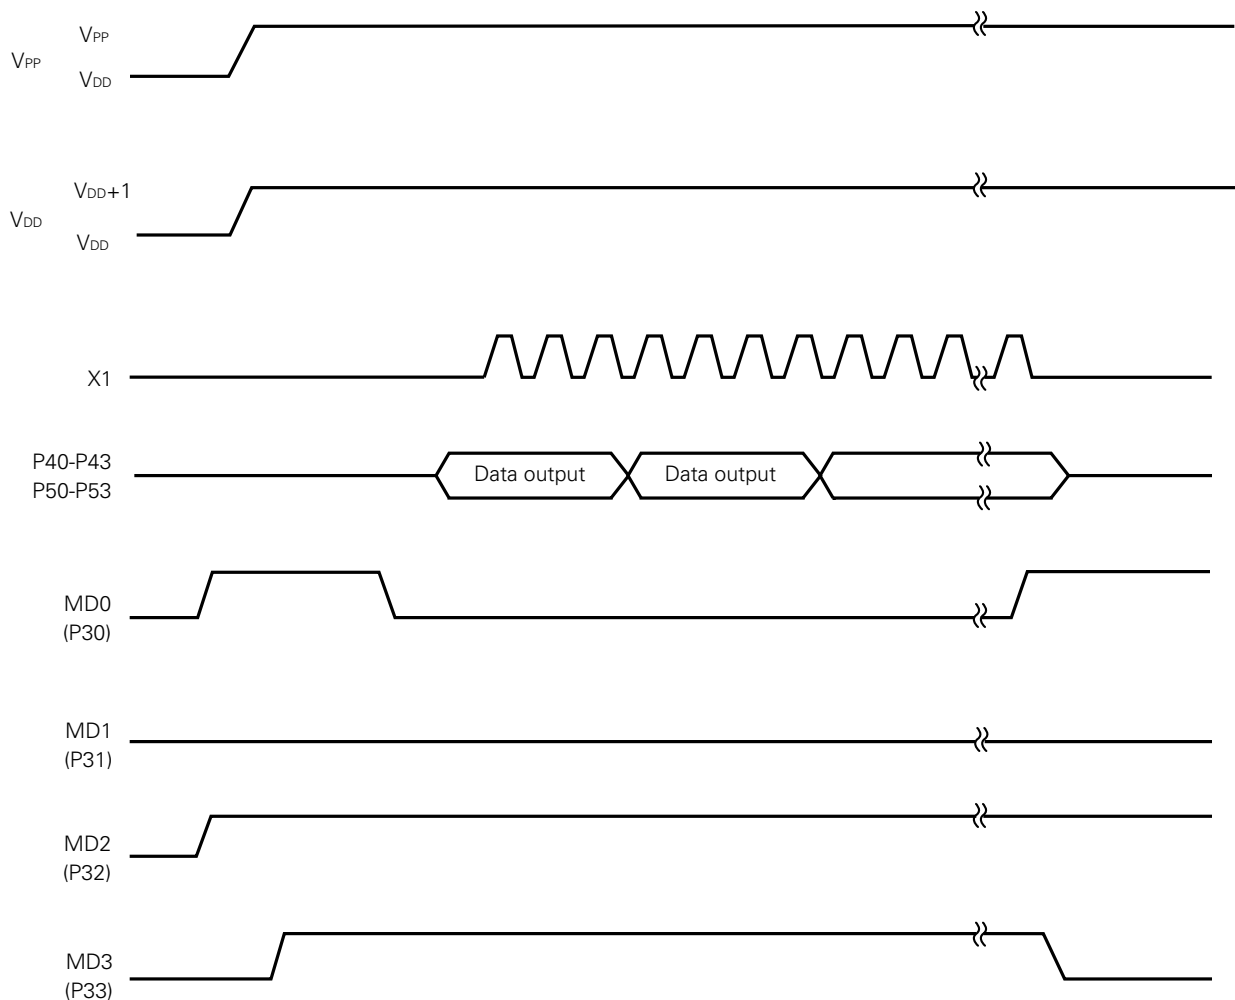 VPP
VPP
VDD
VDD+1
VDD
VDD
X1
P40-P43
P50-P53
Data output
Data output
MD0
(P30)
MD1
(P31)
MD2
(P32)
MD3
(P33)